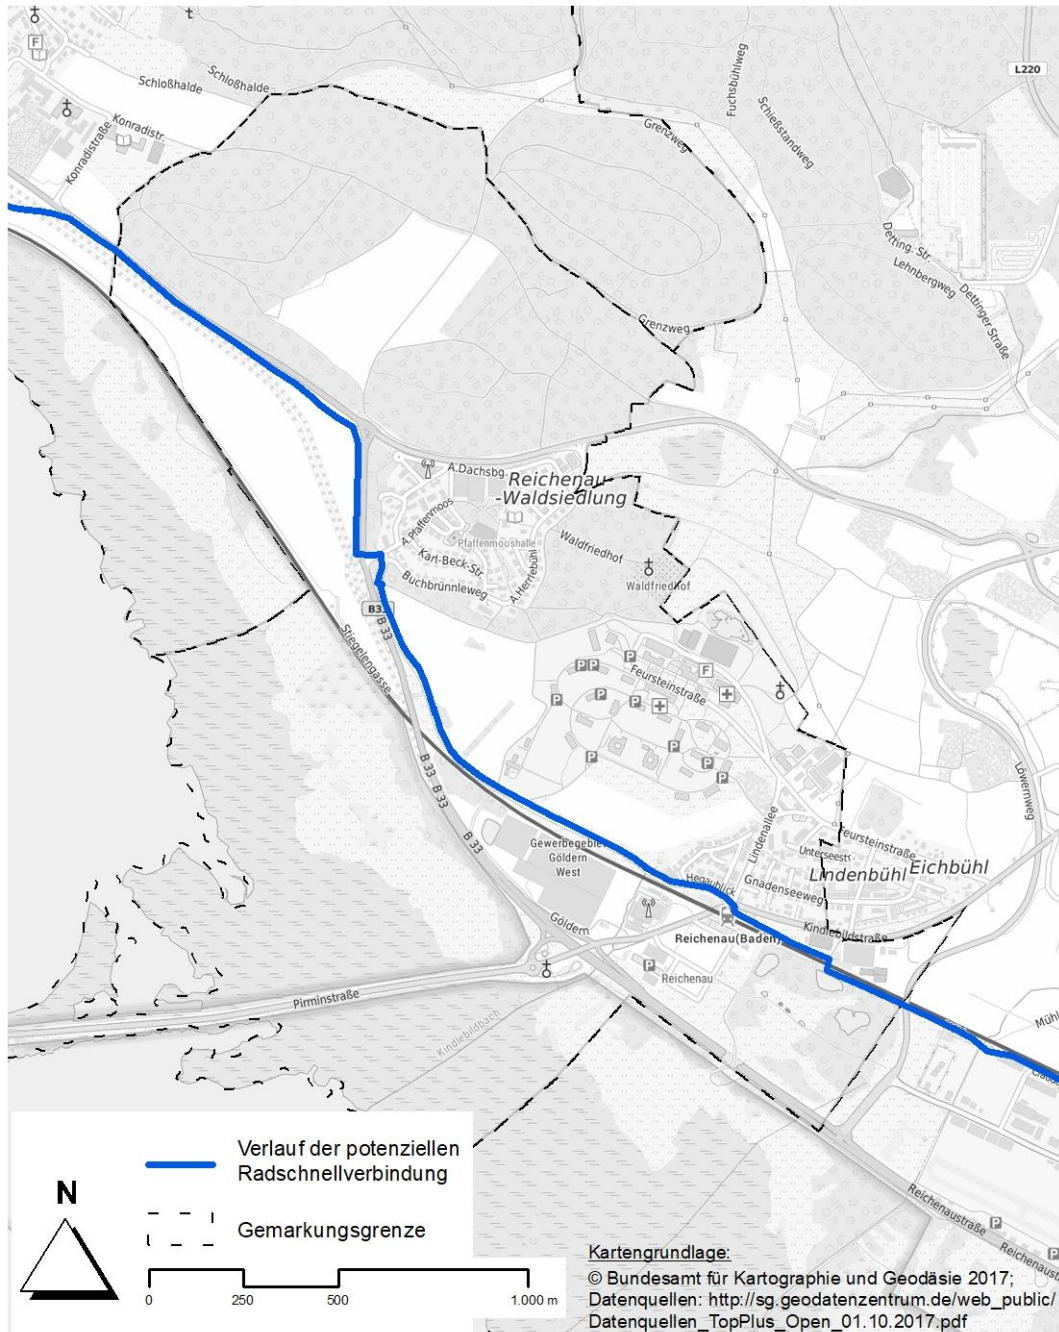 F
L220
Schloßhalde
Schloßhalde
Fuchsbühlweg
Schießstandweg
Konradistr.
Konradistraße
Grenzweg
Detting. Str.
Lehnbergweg
Dettinger Straße
Grenzweg
A.Dachsbg.
Reichenau
-Waldsiedlung
A.Pfaffenmoos
Pfaffenmooshalle
Waldfriedhof
Karl-Beck-Str.
Buchbrünnleweg
A.Herrlebühl
Waldfriedhof
B 33
Stiegelengasse
P P
P
F
Feursteinstraße
P
P
P
P
P
P
P
Löwernweg
B 33
B 33
B 33
Gewerbegebiet
Göldern
West
Lindenallee
Feursteinstraße
Unterseestr.
Lindenbühl
Eichbühl
Hegaublick
Gnadenseeweg
Kindlebildstraße
Göldern
Reichenau(Baden)
P
Reichenau
Pirminstraße
Kindlebildbach
Reichenaustraße
P
P
Verlauf der potenziellen
Radschnellverbindung
N
Gemarkungsgrenze
0 250 500 1.000 m
Kartengrundlage:
© Bundesamt für Kartographie und Geodäsie 2017;
Datenquellen: http://sg.geodatenzentrum.de/web_public/
Datenquellen_TopPlus_Open_01.10.2017.pdf